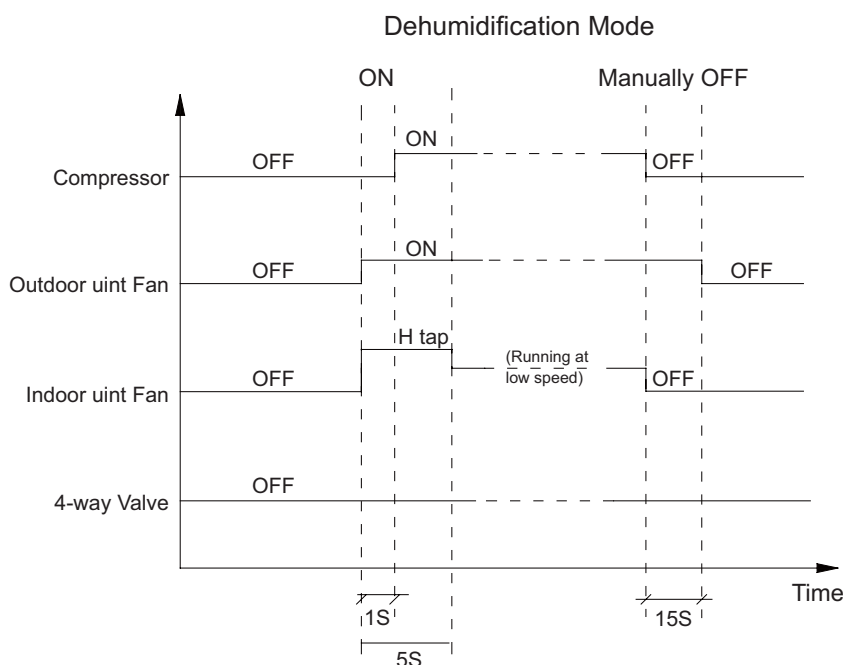 Dehumidification Mode
ON Manually OFF
ON
Compressor OFF OFF
ON
Outdoor uint Fan OFF OFF
H tap
(Running at
low speed)
Indoor uint Fan OFF OFF
4-way Valve OFF
Time
1S 15S
5S